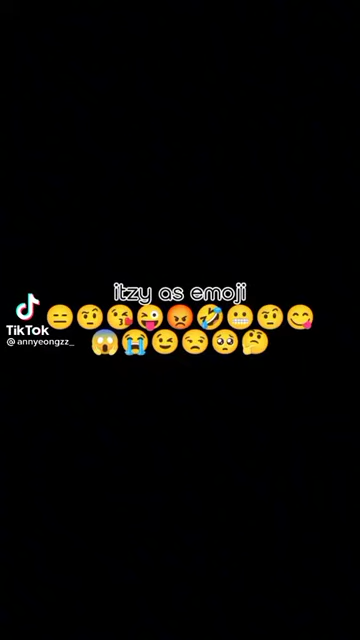 itzy as emoji
😑🤨😘😜😡🤣😬🤨😋
😱😭😉😒🥺🤔
TikTok
@annyeongzz_